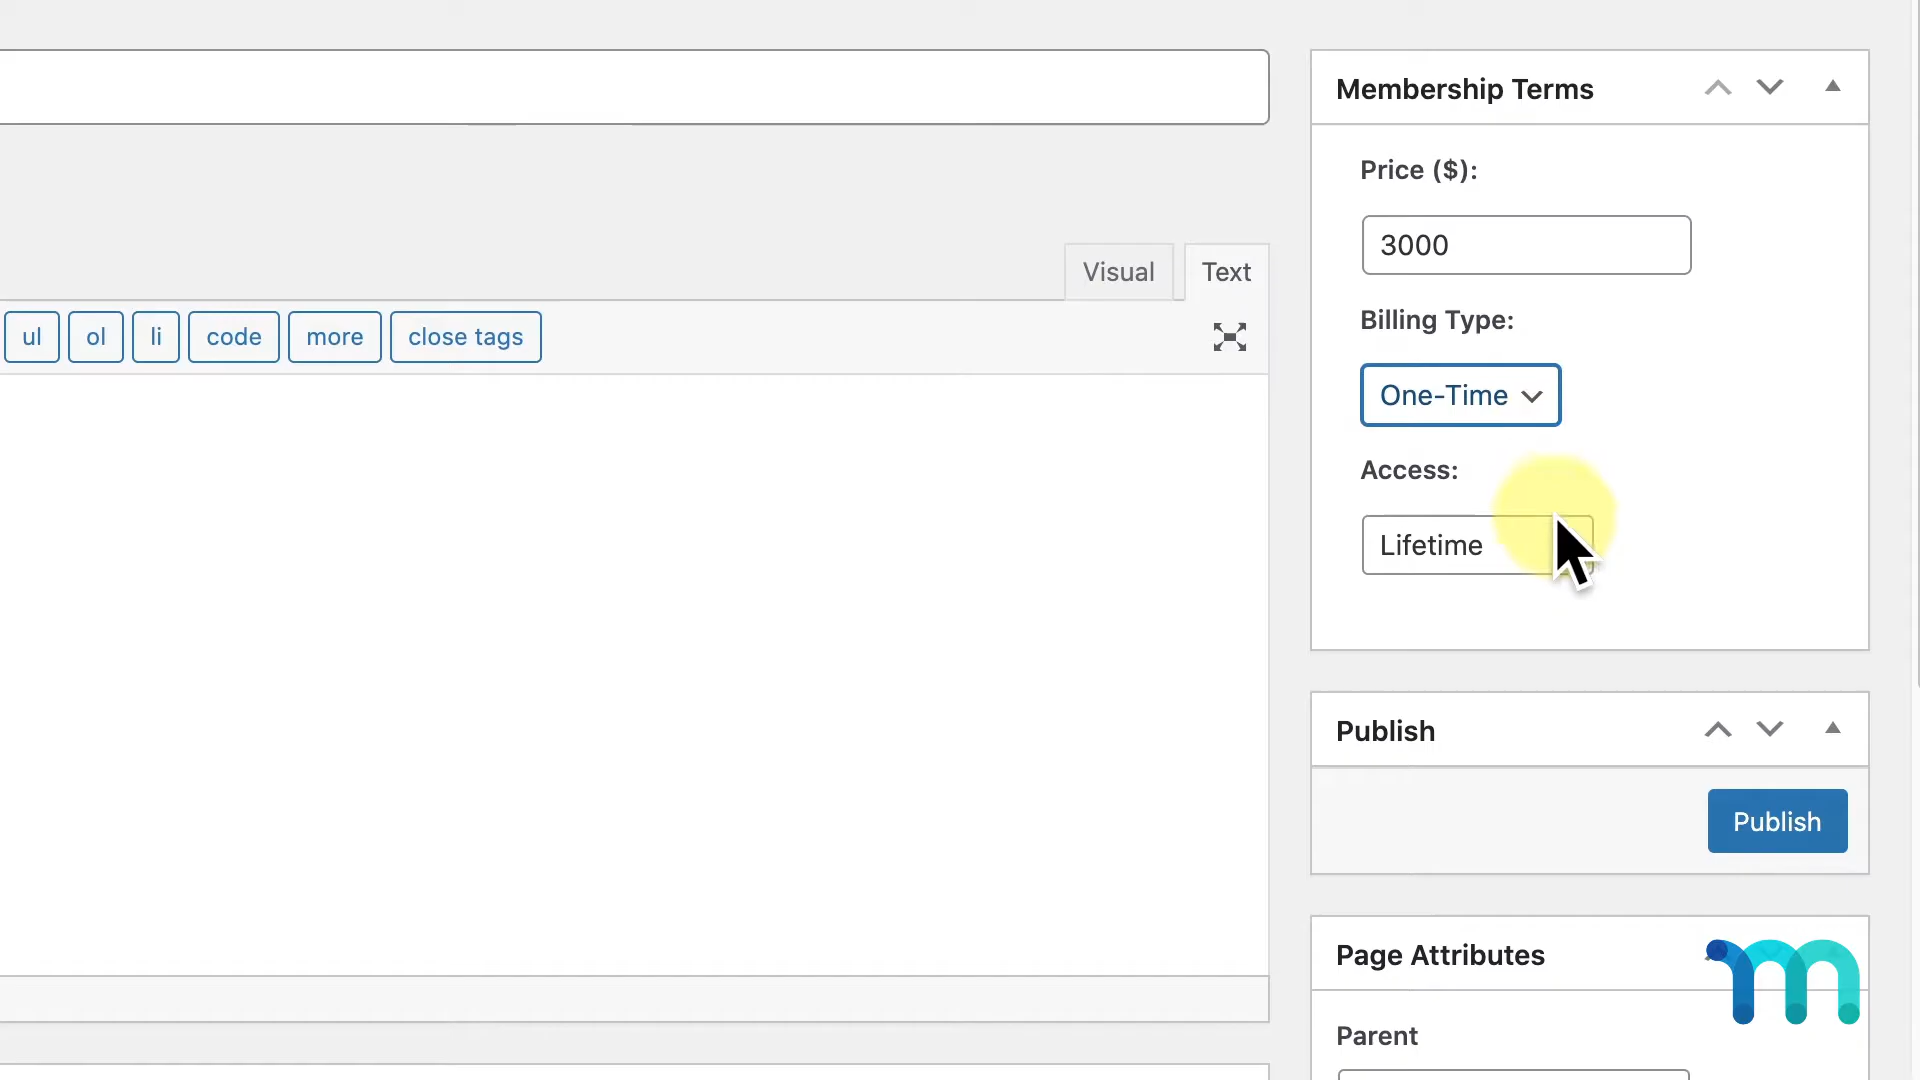 Membership Terms
Price ($):
3000
Visual
Text
Billing Type:
ul
ol
li
code
more
close tags
One-Time
Access:
Lifetime
Publish
Publish
Page Attributes
Parent